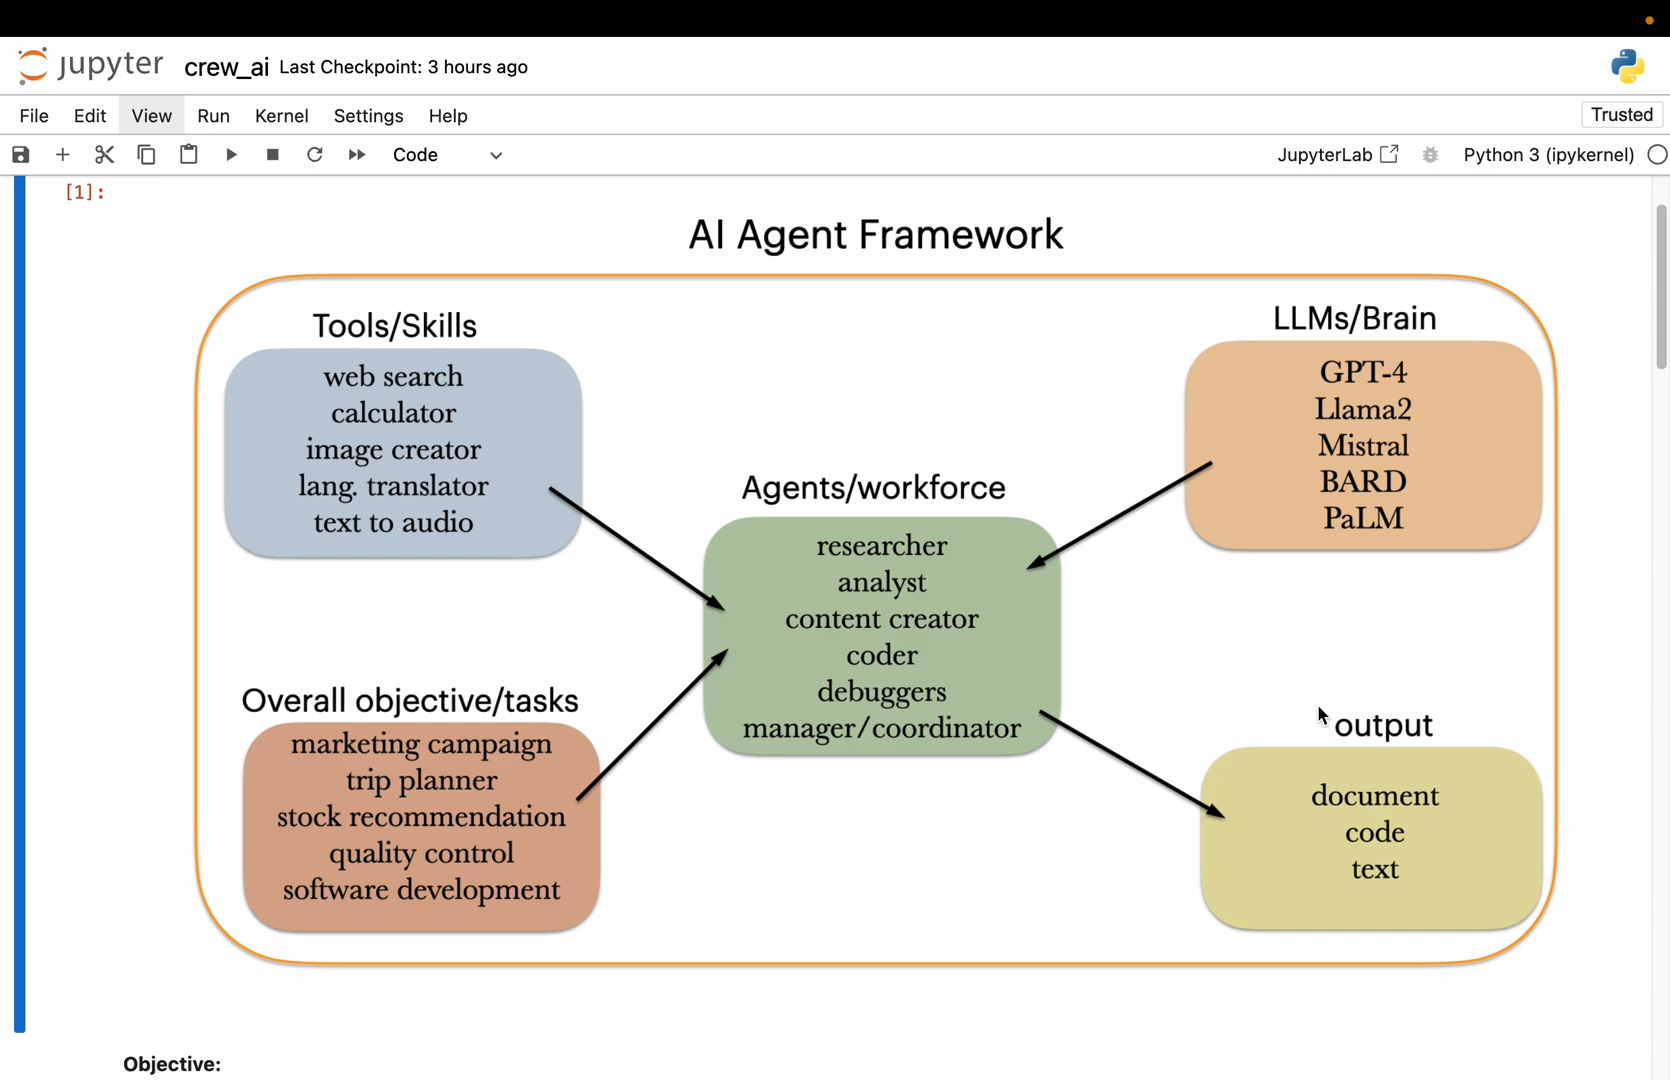 jupyter crew_ai Last Checkpoint: 3 hours ago
File Edit View Run Kernel Settings Help Trusted
Code JupyterLab Python 3 (ipykernel)
[1]:
AI Agent Framework
Tools/Skills
web search
calculator
image creator
lang. translator
text to audio
LLMs/Brain
GPT-4
Llama2
Mistral
BARD
PaLM
Agents/workforce
researcher
analyst
content creator
coder
debuggers
manager/coordinator
Overall objective/tasks
marketing campaign
trip planner
stock recommendation
quality control
software development
output
document
code
text
Objective: